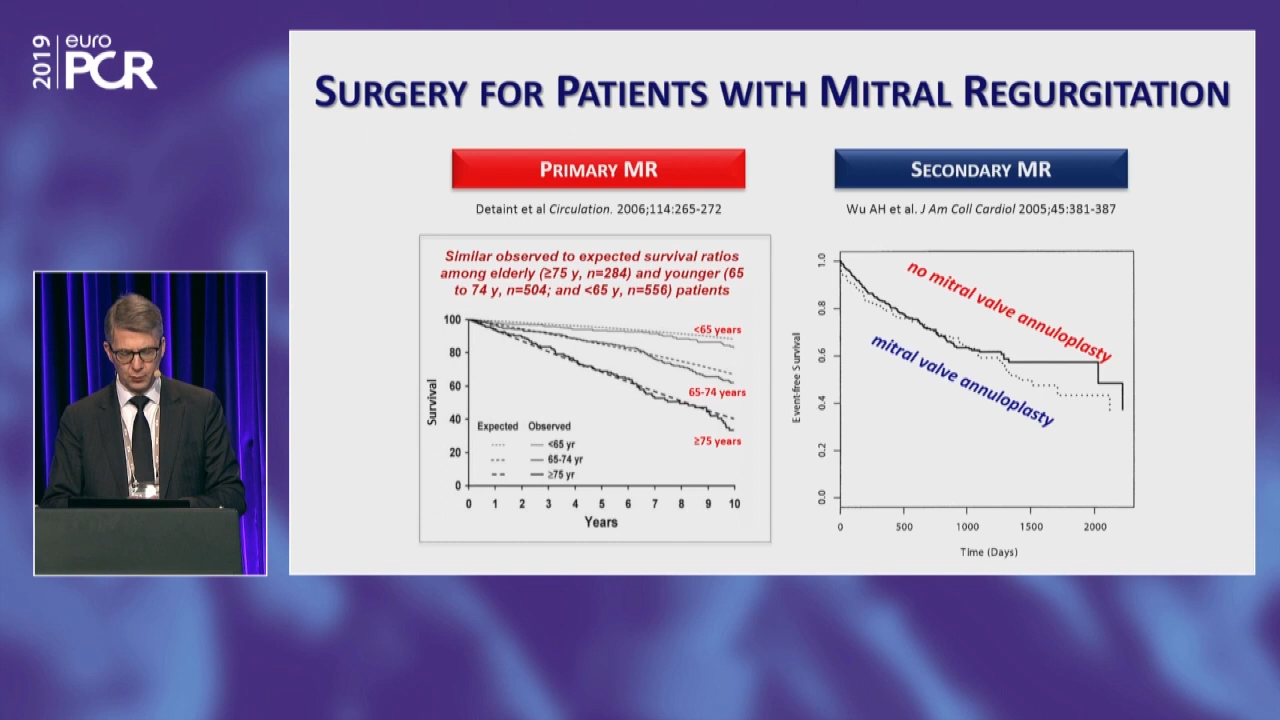 2019
euro
PCR
SURGERY FOR PATIENTS WITH MITRAL REGURGITATION
PRIMARY MR
Detaint et al Circulation. 2006;114:265-272
Similar observed to expected survival ratios
among elderly (≥75 y, n=284) and younger (65
to 74 y, n=504; and <65 y, n=556) patients
100
80
60
40
20
0
Survival
<65 years
65-74 years
≥75 years
Expected Observed
<65 yr
65-74 yr
≥75 yr
0 1 2 3 4 5 6 7 8 9 10
Years
SECONDARY MR
Wu AH et al. J Am Coll Cardiol 2005;45:381-387
1.0
0.8
0.6
0.4
0.2
0.0
Event-free Survival
no mitral valve annuloplasty
mitral valve annuloplasty
0 500 1000 1500 2000
Time (Days)